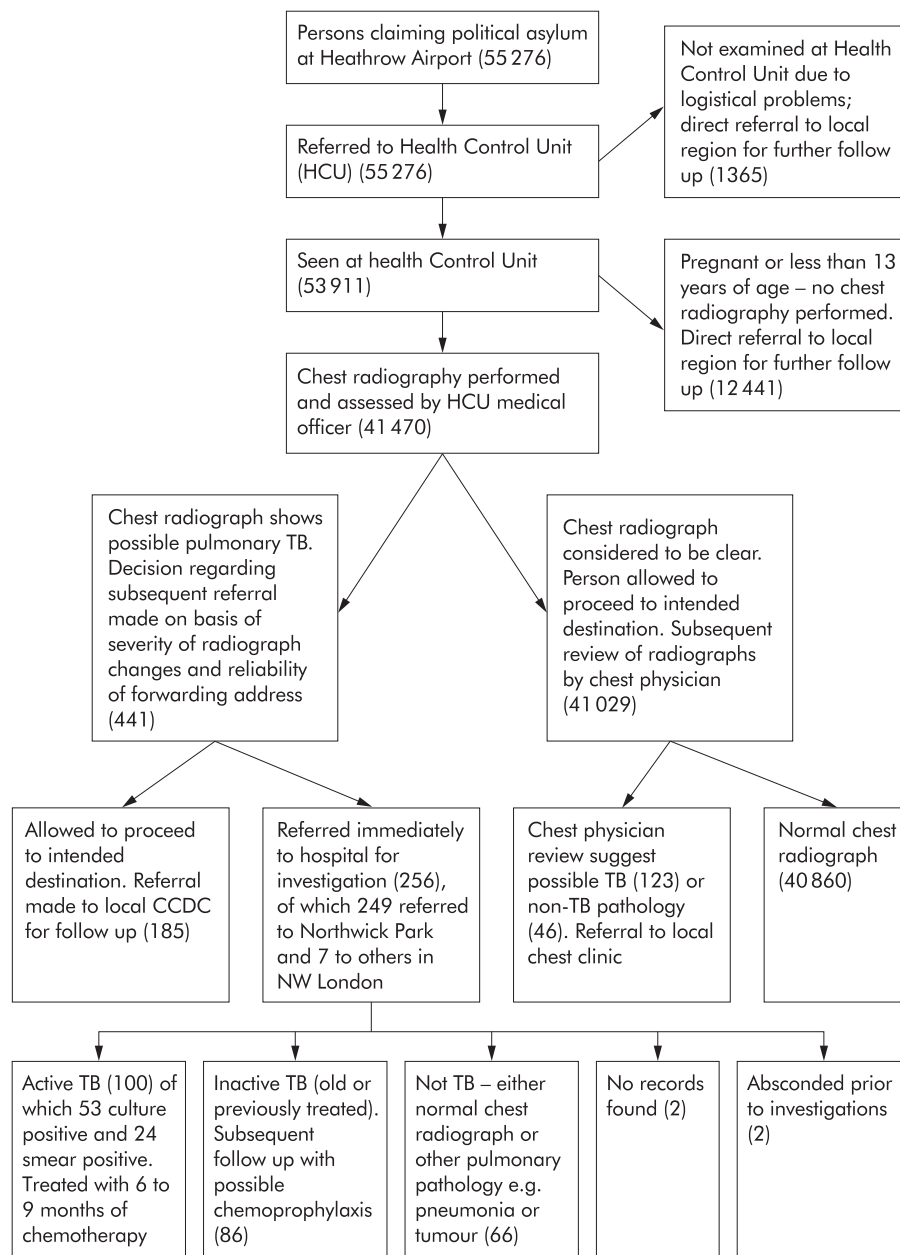 Persons claiming political asylum
at Heathrow Airport (55 276)
Not examined at Health
Control Unit due to
logistical problems;
direct referral to local
region for further follow
up (1365)
Referred to Health Control Unit
(HCU) (55 276)
Seen at health Control Unit
(53 911)
Pregnant or less than 13
years of age – no chest
radiography performed.
Direct referral to local
region for further follow
up (12 441)
Chest radiography performed
and assessed by HCU medical
officer (41 470)
Chest radiograph shows
possible pulmonary TB.
Decision regarding
subsequent referral
made on basis of
severity of radiograph
changes and reliability
of forwarding address
(441)
Chest radiograph
considered to be clear.
Person allowed to
proceed to intended
destination. Subsequent
review of radiographs
by chest physician
(41 029)
Allowed to proceed
to intended
destination. Referral
made to local CCDC
for follow up (185)
Referred immediately
to hospital for
investigation (256),
of which 249 referred
to Northwick Park
and 7 to others in
NW London
Chest physician
review suggest
possible TB (123) or
non-TB pathology
(46). Referral to local
chest clinic
Normal chest
radiograph
(40 860)
Active TB (100) of
which 53 culture
positive and 24
smear positive.
Treated with 6 to
9 months of
chemotherapy
Inactive TB (old or
previously treated).
Subsequent
follow up with
possible
chemoprophylaxis
(86)
Not TB – either
normal chest
radiograph or
other pulmonary
pathology e.g.
pneumonia or
tumour (66)
No records
found (2)
Absconded prior
to investigations
(2)